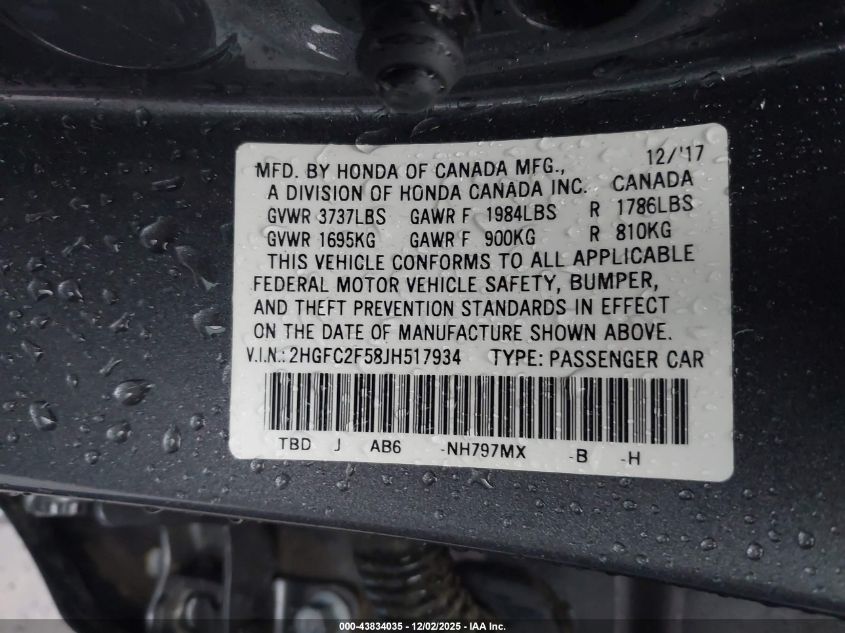 12/'17
MFD. BY HONDA OF CANADA MFG.,
A DIVISION OF HONDA CANADA INC. CANADA
GVWR 3737LBS GAWR F 1984LBS R 1786LBS
GVWR 1695KG GAWR F 900KG R 810KG
THIS VEHICLE CONFORMS TO ALL APPLICABLE
FEDERAL MOTOR VEHICLE SAFETY, BUMPER,
AND THEFT PREVENTION STANDARDS IN EFFECT
ON THE DATE OF MANUFACTURE SHOWN ABOVE.
V.I.N.: 2HGFC2F58JH517934 TYPE: PASSENGER CAR
TBD J AB6 -NH797MX -B -H
000-43834035 - 12/02/2025 - IAA Inc.